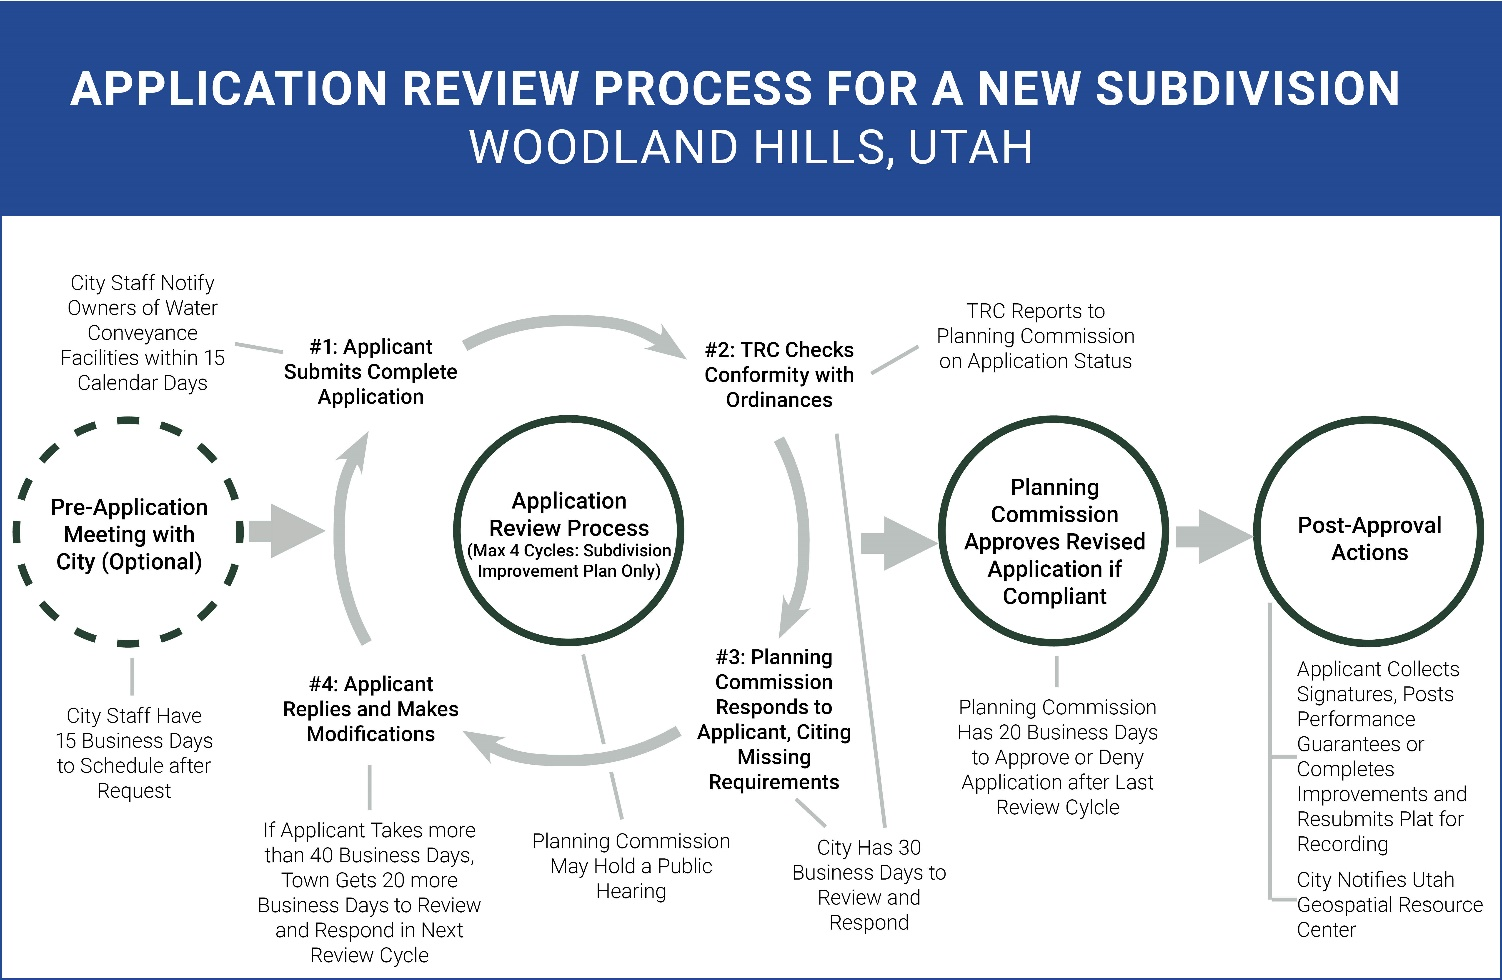 APPLICATION REVIEW PROCESS FOR A NEW SUBDIVISION
WOODLAND HILLS, UTAH
City Staff Notify
Owners of Water
Conveyance
Facilities within 15
Calendar Days
#1: Applicant
Submits Complete
Application
#2: TRC Checks
Conformity with
Ordinances
TRC Reports to
Planning Commission
on Application Status
Pre-Application
Meeting with
City (Optional)
Application
Review Process
(Max 4 Cycles: Subdivision
Improvement Plan Only)
Planning
Commission
Approves Revised
Application if
Compliant
Post-Approval
Actions
City Staff Have
15 Business Days
to Schedule after
Request
#4: Applicant
Replies and Makes
Modifications
#3: Planning
Commission
Responds to
Applicant, Citing
Missing
Requirements
Planning Commission
Has 20 Business Days
to Approve or Deny
Application after Last
Review Cylcle
Applicant Collects
Signatures, Posts
Performance
Guarantees or
Completes
Improvements and
Resubmits Plat for
Recording
If Applicant Takes more
than 40 Business Days,
Town Gets 20 more
Business Days to Review
and Respond in Next
Review Cycle
Planning Commission
May Hold a Public
Hearing
City Has 30
Business Days to
Review and
Respond
City Notifies Utah
Geospatial Resource
Center